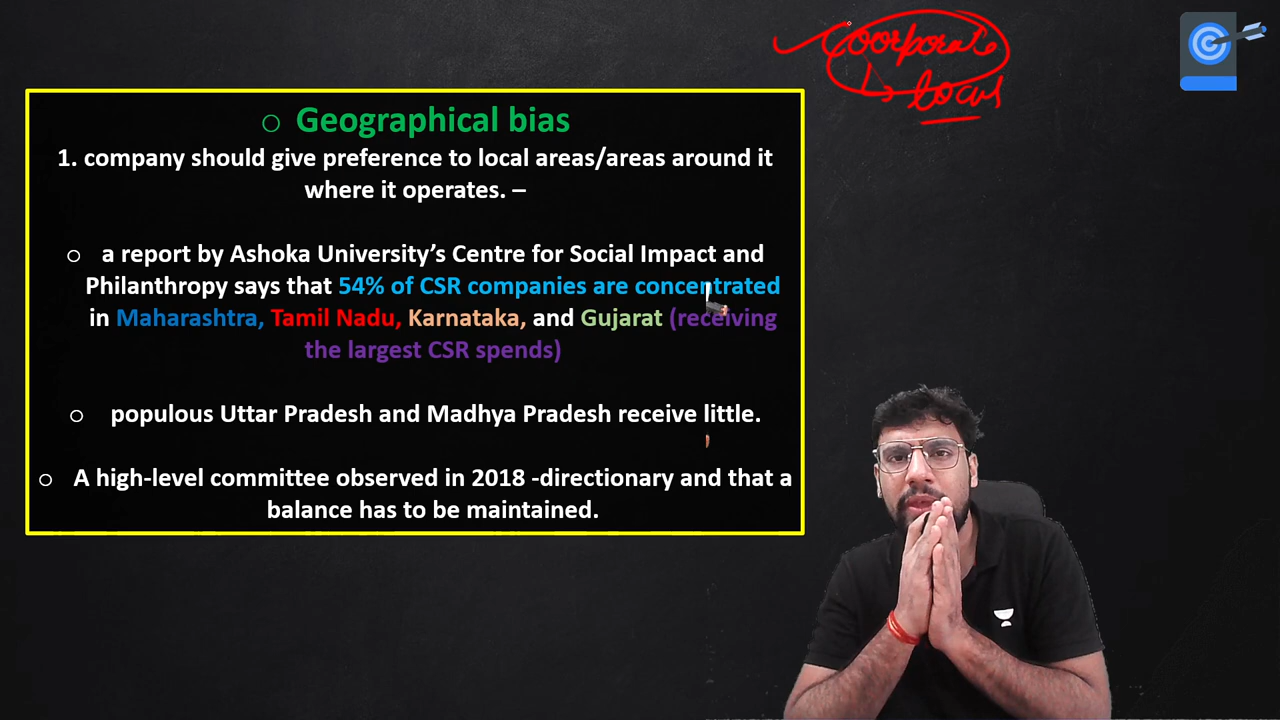 Coorporate
↳ locus
○ Geographical bias
1. company should give preference to local areas/areas around it
where it operates. –
○ a report by Ashoka University’s Centre for Social Impact and
Philanthropy says that 54% of CSR companies are concentrated
in Maharashtra, Tamil Nadu, Karnataka, and Gujarat (receiving
the largest CSR spends)
○ populous Uttar Pradesh and Madhya Pradesh receive little.
○ A high-level committee observed in 2018 -directionary and that a
balance has to be maintained.